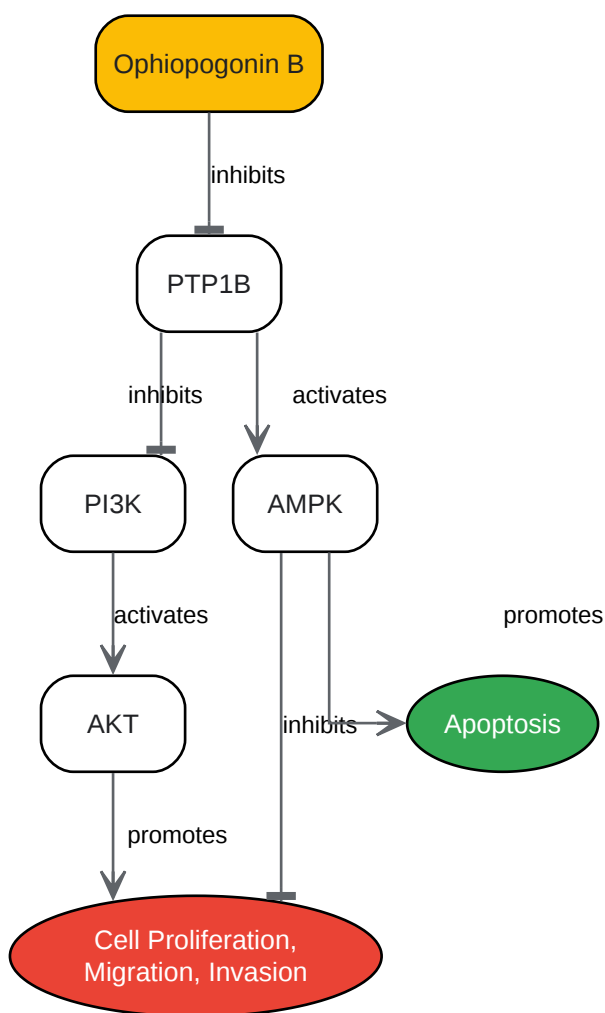 Ophiopogonin B
inhibits
PTP1B
inhibits
activates
PI3K
AMPK
activates
promotes
AKT
inhibits
Apoptosis
promotes
Cell Proliferation,
Migration, Invasion